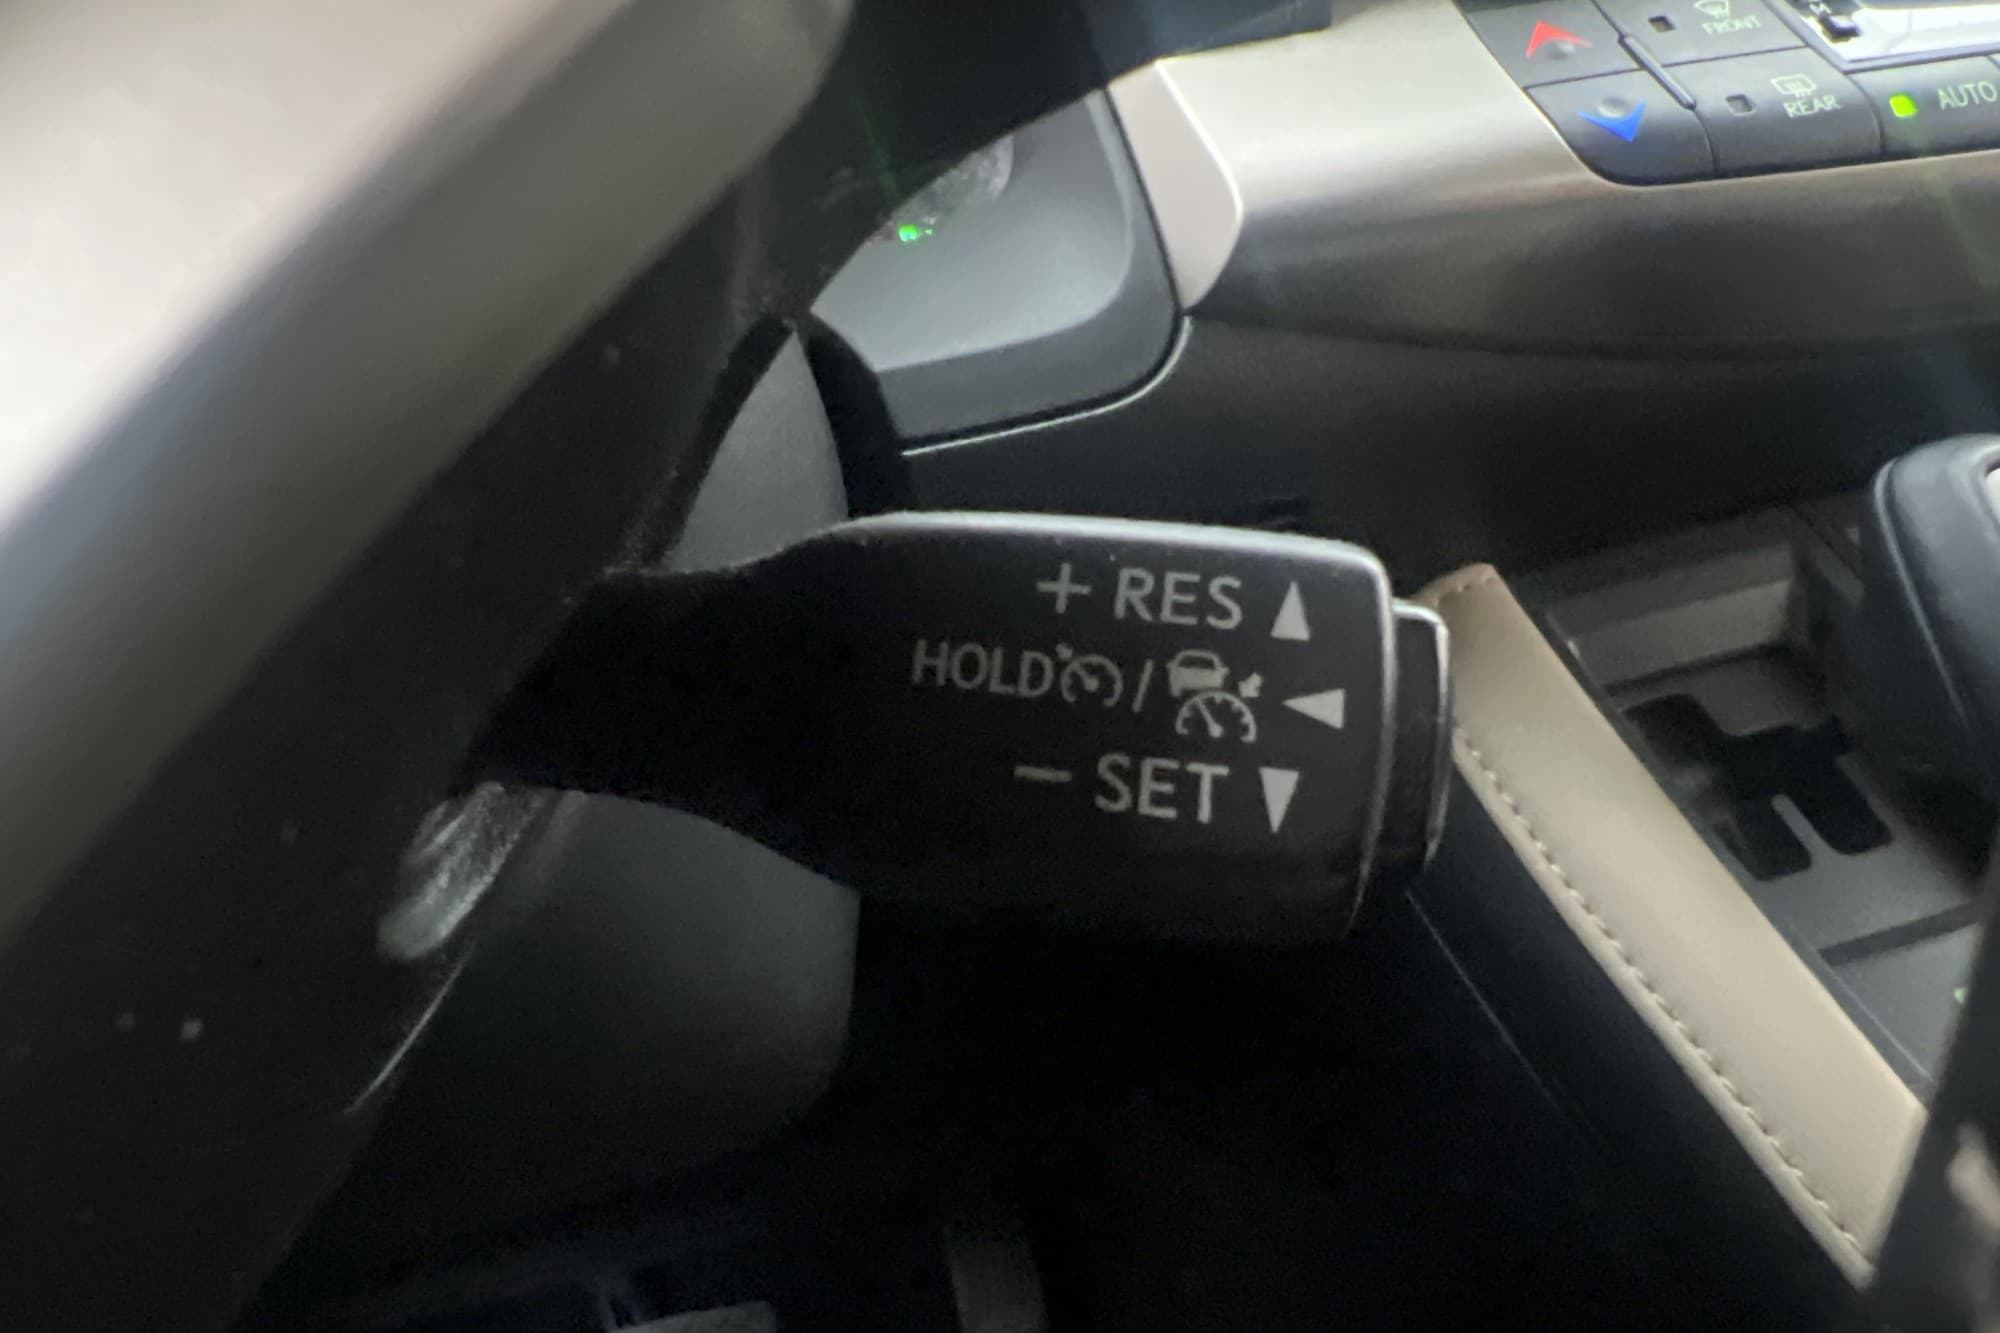 FRONT
REAR
AUTO
+ RES ▲
HOLD / ◀
− SET ▼